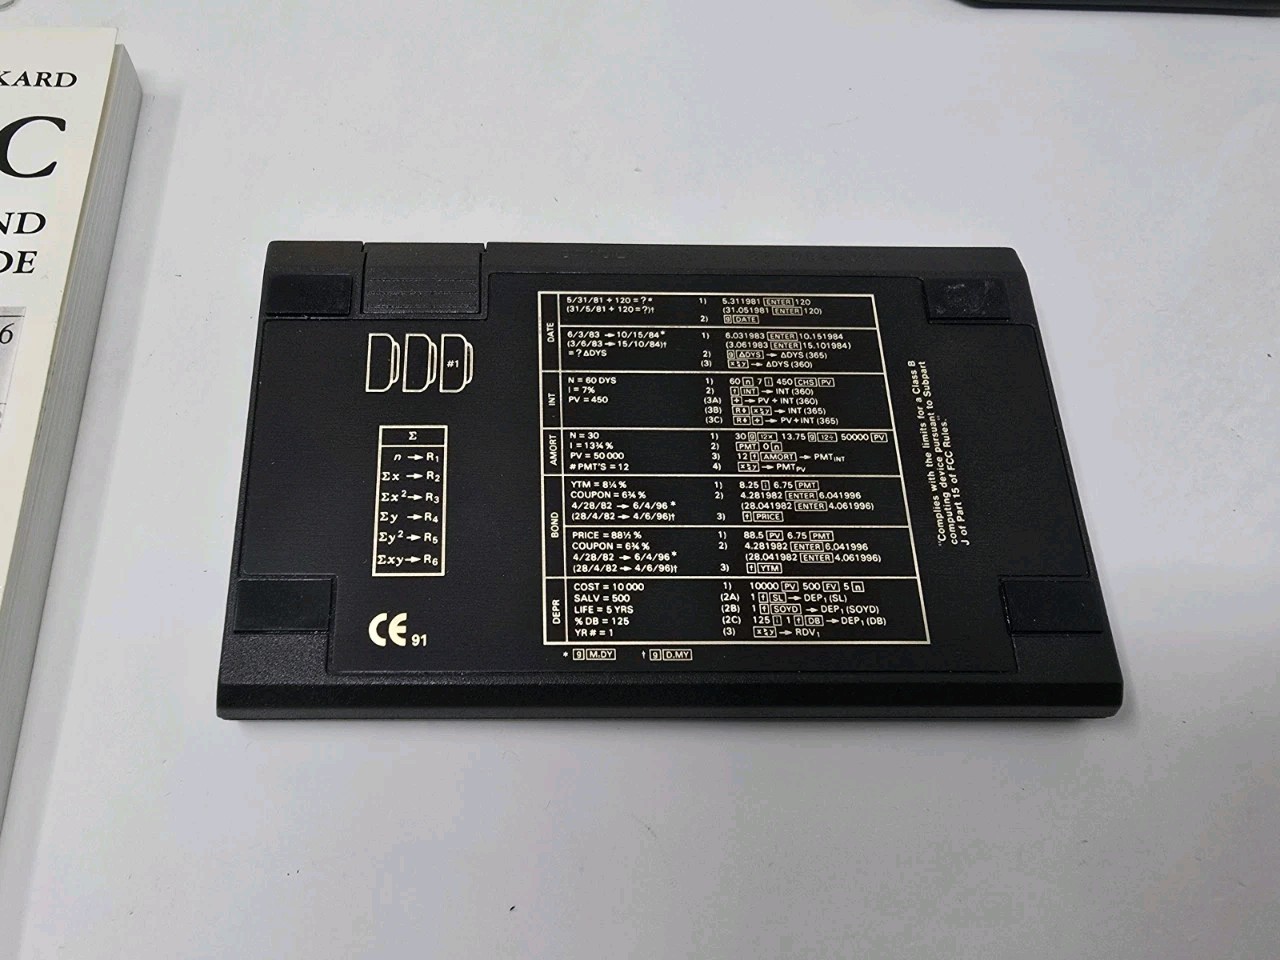 KARD
C
ND
DE
6
#1
Σ
n → R1
Σx → R2
Σx² → R3
Σy → R4
Σy² → R5
Σxy → R6
CE 91
DATE
5/31/81 + 120 = ? * 1) 5.311981 ENTER 120
(31/5/81 + 120 = ?)† (31.051981 ENTER 120)
2) g DATE
6/3/83 → 10/15/84* 1) 6.031983 ENTER 10.151984
(3/6/83 → 15/10/84)† (3.061983 ENTER 15.101984)
= ? ΔDYS 2) g ΔDYS → ΔDYS (365)
(3) x≷y → ΔDYS (360)
INT
N = 60 DYS 1) 60 n 7 i 450 CHS PV
I = 7% 2) f INT → INT (360)
PV = 450 (3A) + → PV + INT (360)
(3B) R↓ x≷y → INT (365)
(3C) R↓ + → PV + INT (365)
AMORT
N = 30 1) 30 g 12× 13.75 g 12÷ 50000 PV
I = 13¾ % 2) PMT 0 n
PV = 50 000 3) 12 f AMORT → PMT INT
# PMT'S = 12 4) x≷y → PMT PV
BOND
YTM = 8¼ % 1) 8.25 i 6.75 PMT
COUPON = 6¾ % 2) 4.281982 ENTER 6.041996
4/28/82 → 6/4/96 * (28.041982 ENTER 4.061996)
(28/4/82 → 4/6/96)† 3) f PRICE
PRICE = 88½ % 1) 88.5 PV 6.75 PMT
COUPON = 6¾ % 2) 4.281982 ENTER 6.041996
4/28/82 → 6/4/96 * (28.041982 ENTER 4.061996)
(28/4/82 → 4/6/96)† 3) f YTM
DEPR
COST = 10 000 1) 10000 PV 500 FV 5 n
SALV = 500 (2A) 1 f SL → DEP1 (SL)
LIFE = 5 YRS (2B) 1 f SOYD → DEP1 (SOYD)
% DB = 125 (2C) 125 i 1 f DB → DEP1 (DB)
YR # = 1 (3) x≷y → RDV1
* g M.DY † g D.MY
"Complies with the limits for a Class B
computing device pursuant to Subpart
J of Part 15 of FCC Rules."